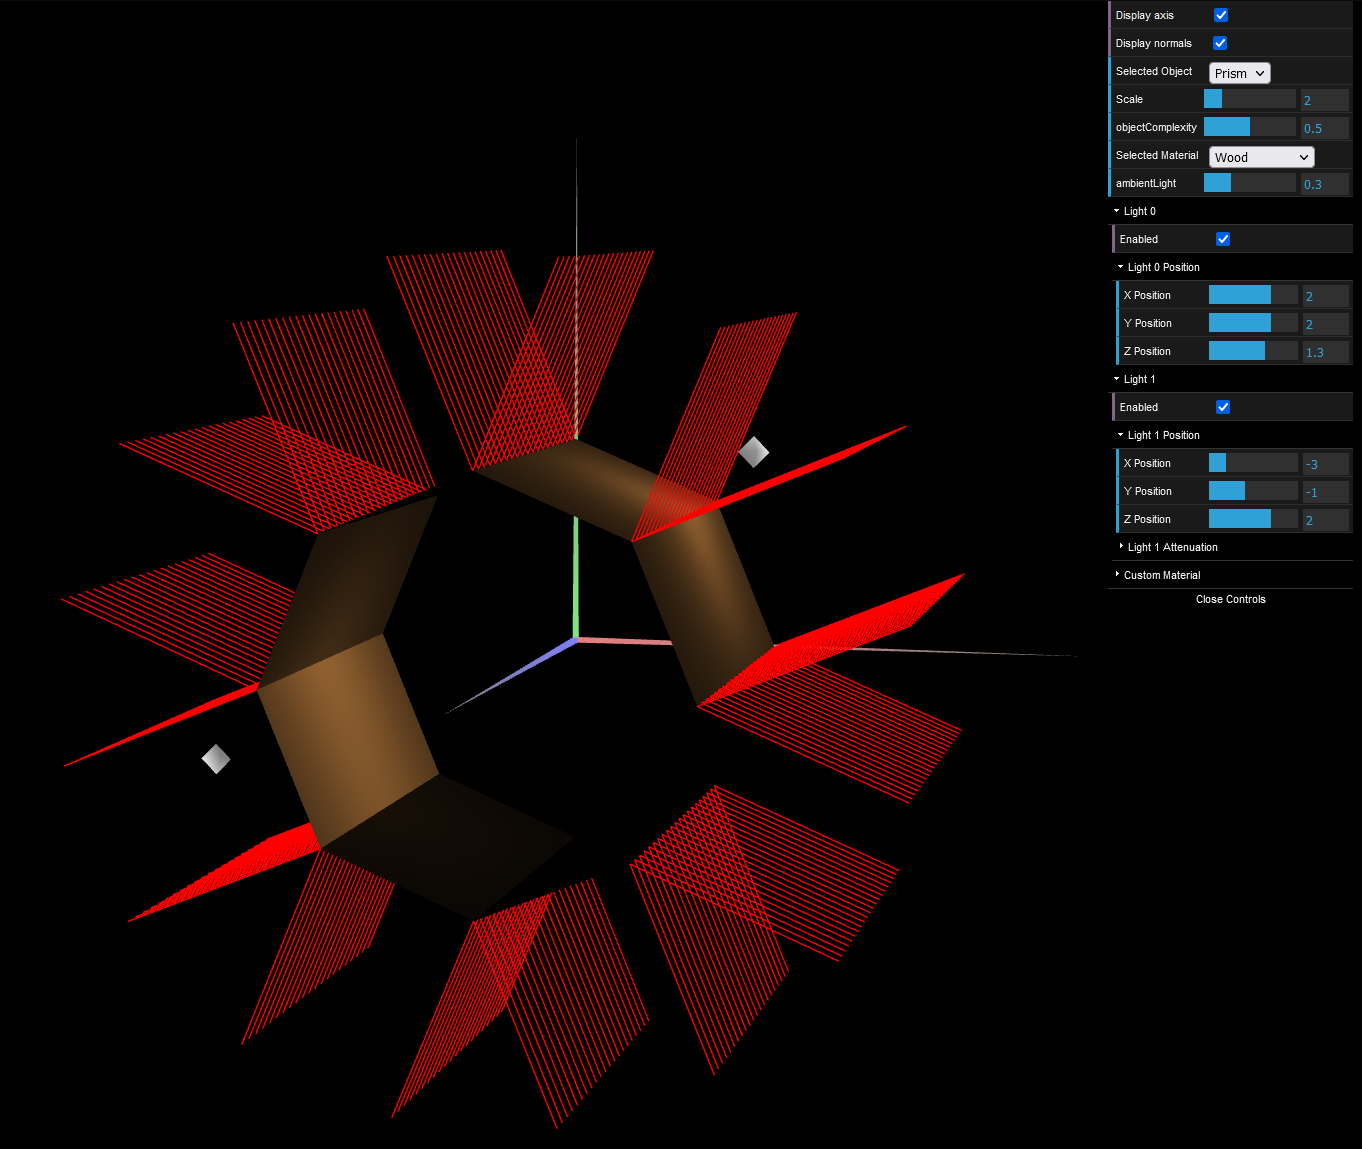 Display axis
Display normals
Selected Object Prism
Scale 2
objectComplexity 0.5
Selected Material Wood
ambientLight 0.3
Light 0
Enabled
Light 0 Position
X Position 2
Y Position 2
Z Position 1.3
Light 1
Enabled
Light 1 Position
X Position -3
Y Position -1
Z Position 2
Light 1 Attenuation
Custom Material
Close Controls